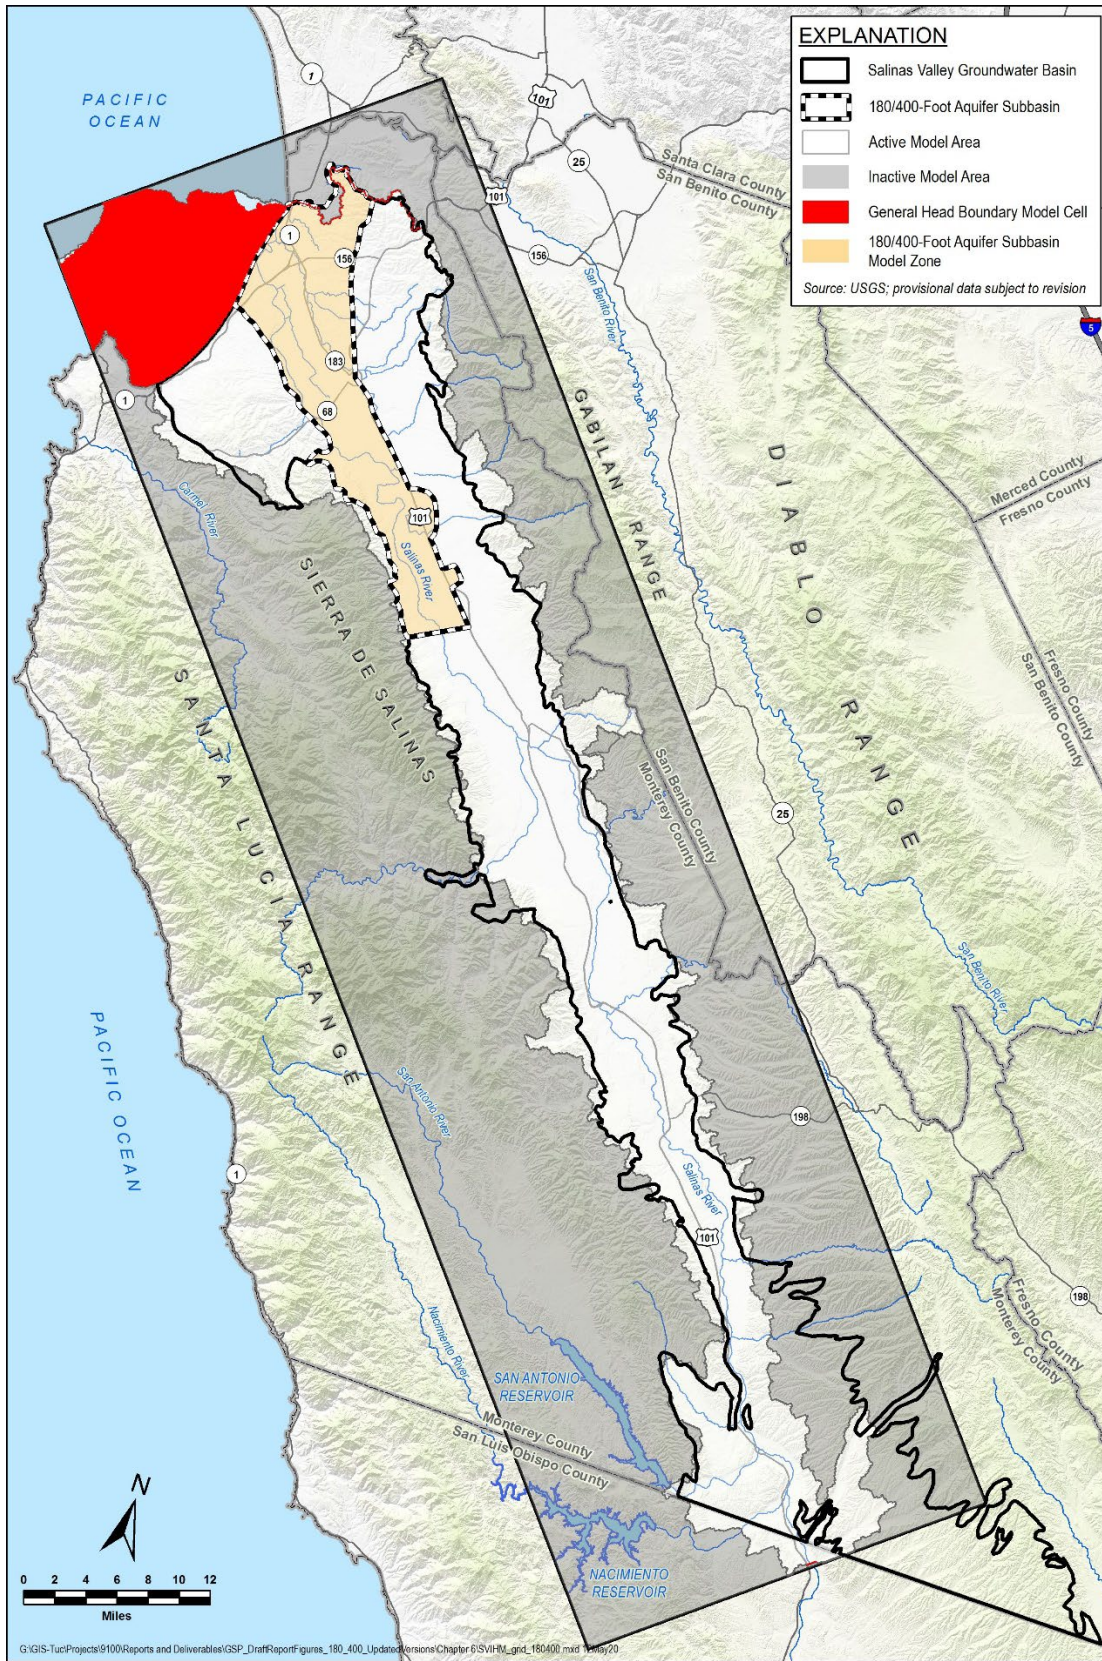 EXPLANATION
Salinas Valley Groundwater Basin
180/400-Foot Aquifer Subbasin
Active Model Area
Inactive Model Area
General Head Boundary Model Cell
180/400-Foot Aquifer Subbasin
Model Zone
Source: USGS; provisional data subject to revision
PACIFIC
OCEAN
1
101
25
Santa Clara County
San Benito County
101
156
5
1
156
San Benito River
183
1
68
GABILAN RANGE
DIABLO RANGE
Merced County
Fresno County
Carmel River
101
Salinas River
SIERRA DE SALINAS
SANTA LUCIA RANGE
Fresno County
San Benito County
San Benito County
Monterey County
25
San Benito River
PACIFIC OCEAN
San Antonio River
198
1
Salinas River
101
Fresno County
Monterey County
198
Nacimiento River
SAN ANTONIO
RESERVOIR
Monterey County
San Luis Obispo County
NACIMIENTO
RESERVOIR
N
0 2 4 6 8 10 12
Miles